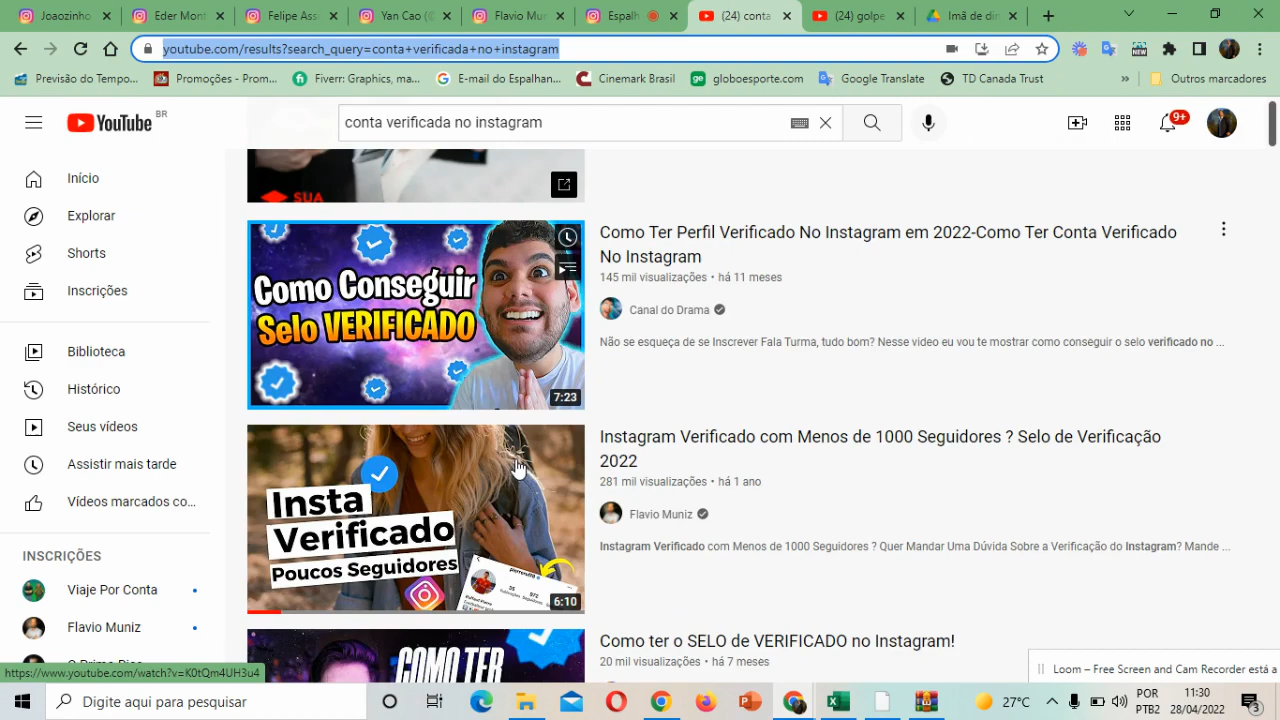 Joazinho
Eder Mon
Felipe Ass
Yan Cao (@
Flavio Mu
Espalh
(24) conta
(24) golpe
Imã de din
youtube.com/results?search_query=conta+verificada+no+instagram
Previsão do Tempo...
Promoções - Prom...
Fiverr: Graphics, ma...
E-mail do Espalhan...
Cinemark Brasil
globoesporte.com
Google Translate
TD Canada Trust
»
Outros marcadores
YouTube BR
conta verificada no instagram
9+
Início
Explorar
Shorts
Inscrições
Biblioteca
Histórico
Seus vídeos
Assistir mais tarde
Vídeos marcados co...
INSCRIÇÕES
Viaje Por Conta
Flavio Muniz
SUA
Como Conseguir
Selo VERIFICADO
7:23
Como Ter Perfil Verificado No Instagram em 2022-Como Ter Conta Verificado
No Instagram
145 mil visualizações • há 11 meses
Canal do Drama
Não se esqueça de se Inscrever Fala Turma, tudo bom? Nesse video eu vou te mostrar como conseguir o selo verificado no ...
Insta
Verificado
Poucos Seguidores
6:10
Instagram Verificado com Menos de 1000 Seguidores ? Selo de Verificação
2022
281 mil visualizações • há 1 ano
Flavio Muniz
Instagram Verificado com Menos de 1000 Seguidores ? Quer Mandar Uma Dúvida Sobre a Verificação do Instagram? Mande ...
COMO TER
Como ter o SELO de VERIFICADO no Instagram!
20 mil visualizações • há 7 meses
https://www.youtube.com/watch?v=K0tQm4UH3u4
Loom – Free Screen and Cam Recorder está a
Digite aqui para pesquisar
27°C
POR
PTB2
11:30
28/04/2022
3